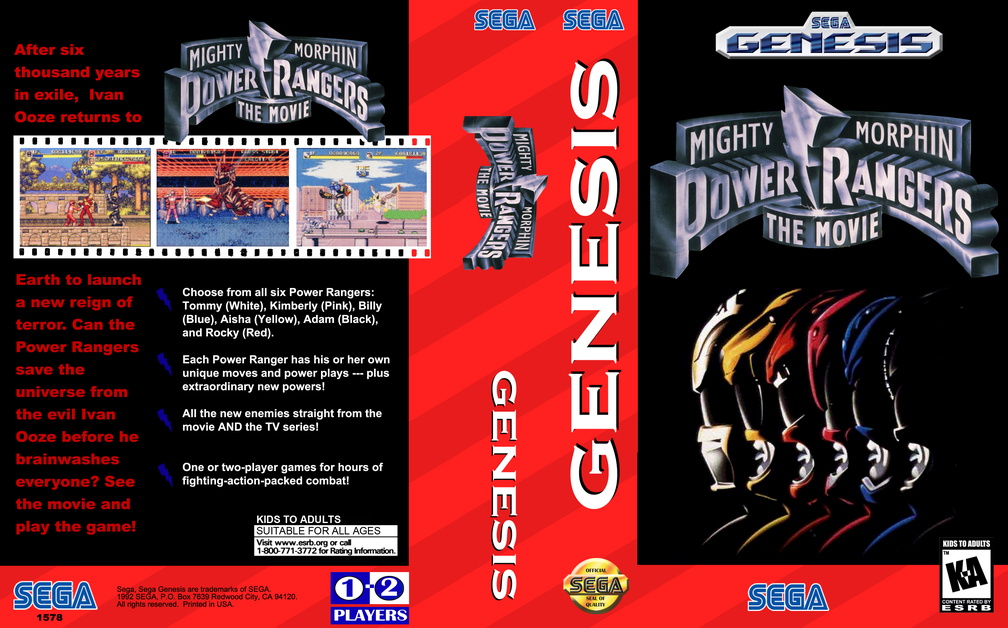 After six
thousand years
in exile, Ivan
Ooze returns to
MIGHTY MORPHIN
POWER RANGERS
THE MOVIE
Earth to launch
a new reign of
terror. Can the
Power Rangers
save the
universe from
the evil Ivan
Ooze before he
brainwashes
everyone? See
the movie and
play the game!
Choose from all six Power Rangers:
Tommy (White), Kimberly (Pink), Billy
(Blue), Aisha (Yellow), Adam (Black),
and Rocky (Red).
Each Power Ranger has his or her own
unique moves and power plays --- plus
extraordinary new powers!
All the new enemies straight from the
movie AND the TV series!
One or two-player games for hours of
fighting-action-packed combat!
KIDS TO ADULTS
SUITABLE FOR ALL AGES
Visit www.esrb.org or call
1-800-771-3772 for Rating Information.
SEGA
1578
Sega, Sega Genesis are trademarks of SEGA.
1992 SEGA, P.O. Box 7639 Redwood City, CA 94120.
All rights reserved. Printed in USA.
1-2
PLAYERS
SEGA
MIGHTY MORPHIN
POWER RANGERS
THE MOVIE
GENESIS
SEGA
GENESIS
OFFICIAL
SEGA
SEAL OF
QUALITY
SEGA
GENESIS
MIGHTY MORPHIN
POWER RANGERS
THE MOVIE
SEGA
KIDS TO ADULTS
TM
K-A
CONTENT RATED BY
ESRB